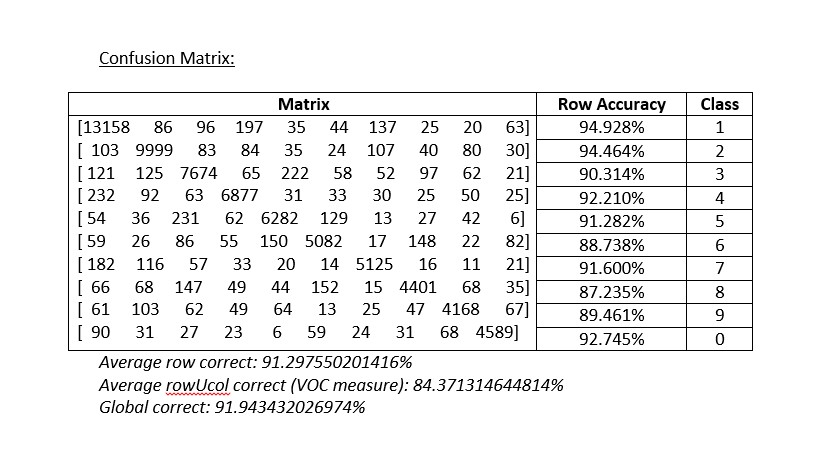 Confusion Matrix:
Matrix Row Accuracy Class
[13158 86 96 197 35 44 137 25 20 63] 94.928% 1
[ 103 9999 83 84 35 24 107 40 80 30] 94.464% 2
[ 121 125 7674 65 222 58 52 97 62 21] 90.314% 3
[ 232 92 63 6877 31 33 30 25 50 25] 92.210% 4
[ 54 36 231 62 6282 129 13 27 42 6] 91.282% 5
[ 59 26 86 55 150 5082 17 148 22 82] 88.738% 6
[ 182 116 57 33 20 14 5125 16 11 21] 91.600% 7
[ 66 68 147 49 44 152 15 4401 68 35] 87.235% 8
[ 61 103 62 49 64 13 25 47 4168 67] 89.461% 9
[ 90 31 27 23 6 59 24 31 68 4589] 92.745% 0
Average row correct: 91.297550201416%
Average rowUcol correct (VOC measure): 84.371314644814%
Global correct: 91.943432026974%